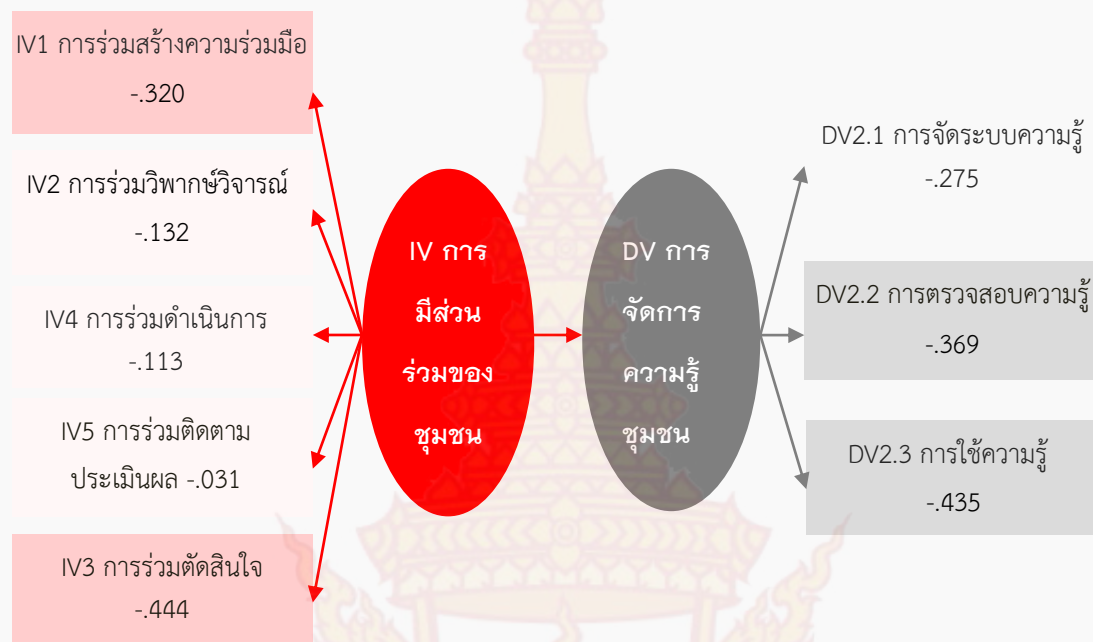 IV1 การร่วมสร้างความร่วมมือ
-.320
IV2 การร่วมวิพากษ์วิจารณ์
-.132
IV4 การร่วมดำเนินการ
-.113
IV5 การร่วมติดตาม
ประเมินผล -.031
IV3 การร่วมตัดสินใจ
-.444
IV การ
มีส่วน
ร่วมของ
ชุมชน
DV การ
จัดการ
ความรู้
ชุมชน
DV2.1 การจัดระบบความรู้
-.275
DV2.2 การตรวจสอบความรู้
-.369
DV2.3 การใช้ความรู้
-.435